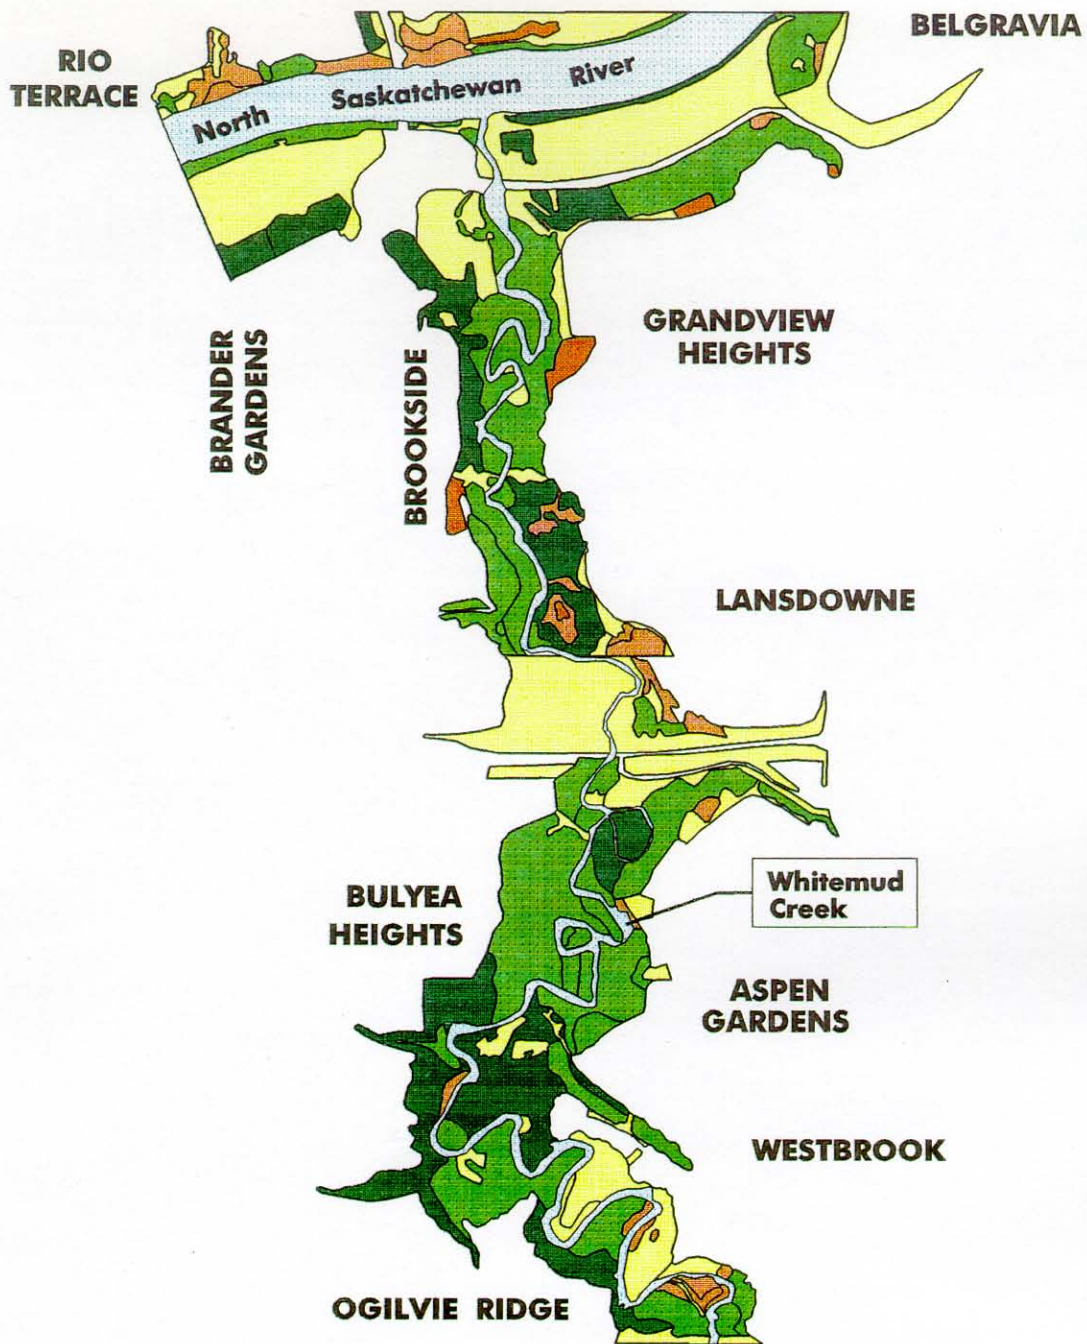 BELGRAVIA
RIO
TERRACE
North Saskatchewan River
GRANDVIEW
HEIGHTS
BRANDER
GARDENS
BROOKSIDE
LANSDOWNE
Whitemud
Creek
BULYEA
HEIGHTS
ASPEN
GARDENS
WESTBROOK
OGILVIE RIDGE